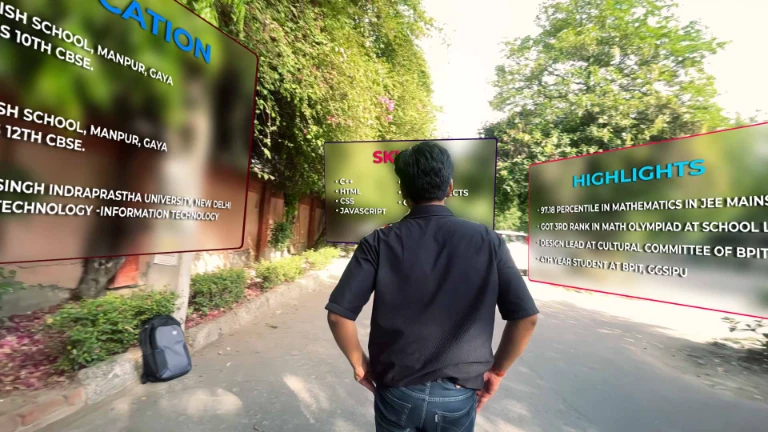 CATION
ISH SCHOOL, MANPUR, GAYA
S 10TH CBSE.
SH SCHOOL, MANPUR, GAYA
12TH CBSE.
SINGH INDRAPRASTHA UNIVERSITY, NEW DELHI
TECHNOLOGY -INFORMATION TECHNOLOGY
SK
• C++
• HTML
• CSS
• JAVASCRIPT
CTS
HIGHLIGHTS
• 97.18 PERCENTILE IN MATHEMATICS IN JEE MAINS
• GOT 3RD RANK IN MATH OLYMPIAD AT SCHOOL L
• DESIGN LEAD AT CULTURAL COMMITTEE OF BPIT
• 4TH YEAR STUDENT AT BPIT, GGSIPU